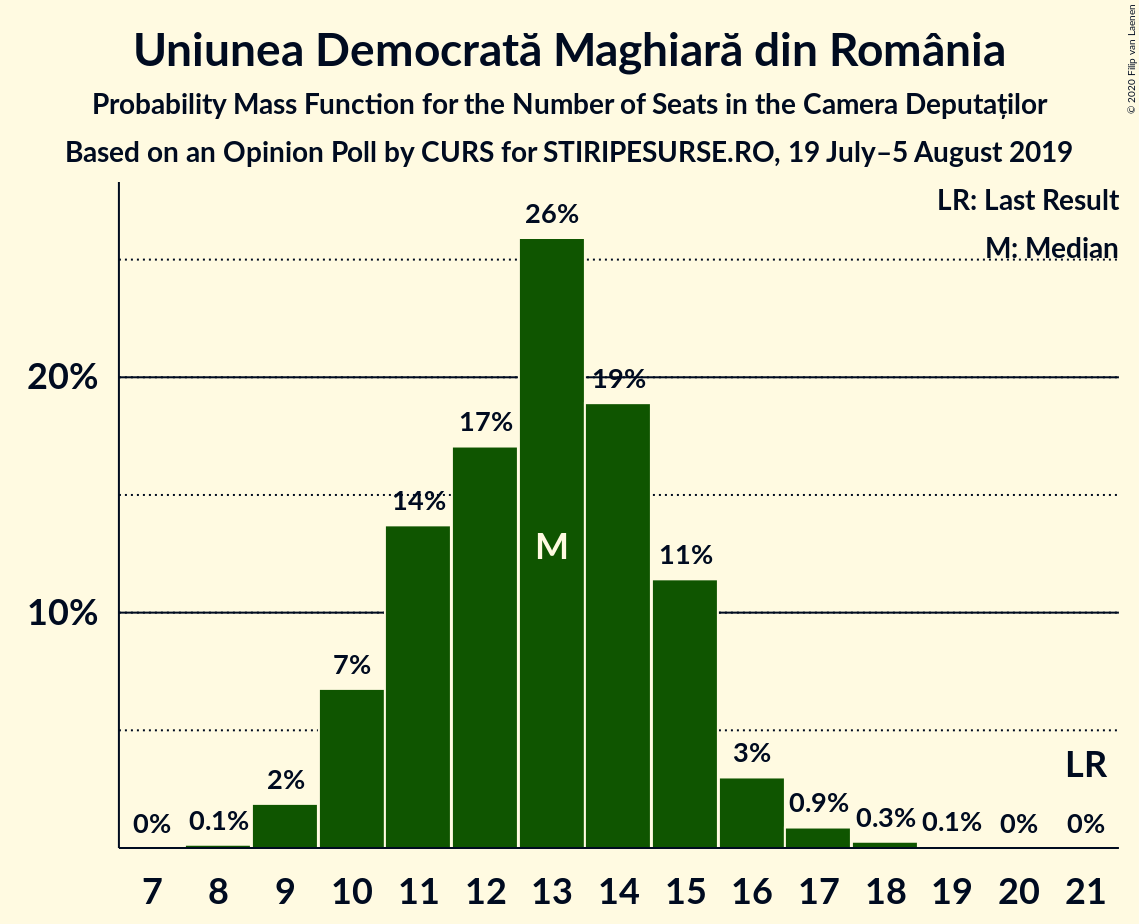 Uniunea Democrată Maghiară din România
Probability Mass Function for the Number of Seats in the Camera Deputaților
Based on an Opinion Poll by CURS for STIRIPESURSE.RO, 19 July–5 August 2019
© 2020 Filip van Laenen
LR: Last Result
M: Median
26%
20%
19%
17%
14%
M
11%
10%
7%
3%
LR
2%
0%
0.1%
0.9%
0.3%
0.1%
0%
0%
7 8 9 10 11 12 13 14 15 16 17 18 19 20 21